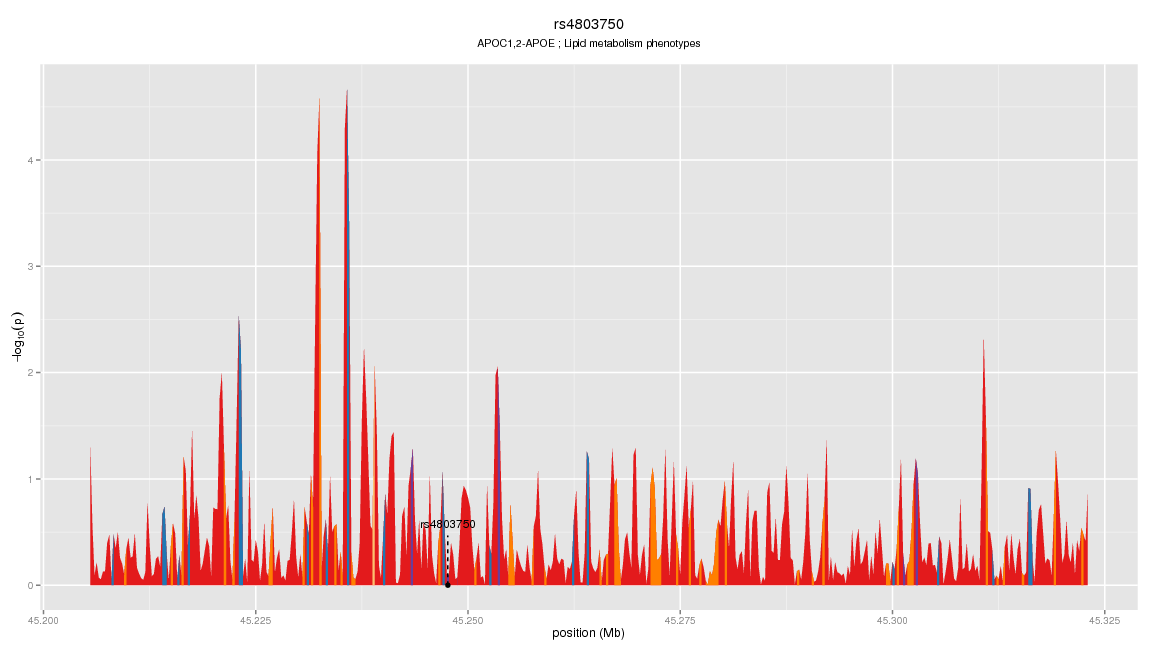 rs4803750
APOC1,2-APOE ; Lipid metabolism phenotypes
−log10(p)
4
3
2
1
0
rs4803750
45.200 45.225 45.250 45.275 45.300 45.325
position (Mb)